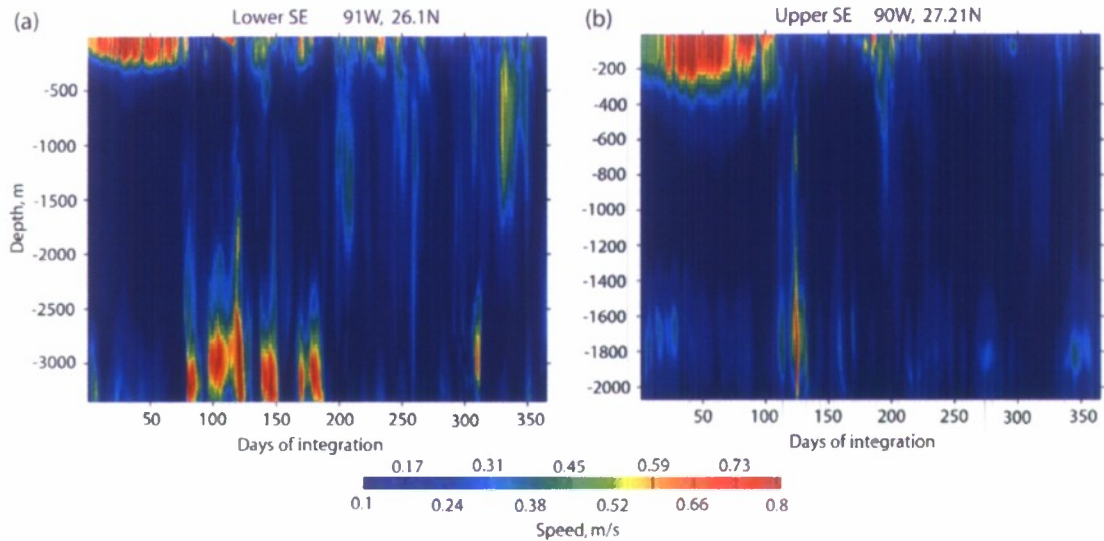 (a) Lower SE 91W, 26.1N
Depth, m
-500
-1000
-1500
-2000
-2500
-3000
50 100 150 200 250 300 350
Days of integration
(b) Upper SE 90W, 27.21N
-200
-400
-600
-800
-1000
-1200
-1400
-1600
-1800
-2000
50 100 150 200 250 300 350
Days of integration
0.17 0.31 0.45 0.59 0.73
0.1 0.24 0.38 0.52 0.66 0.8
Speed, m/s